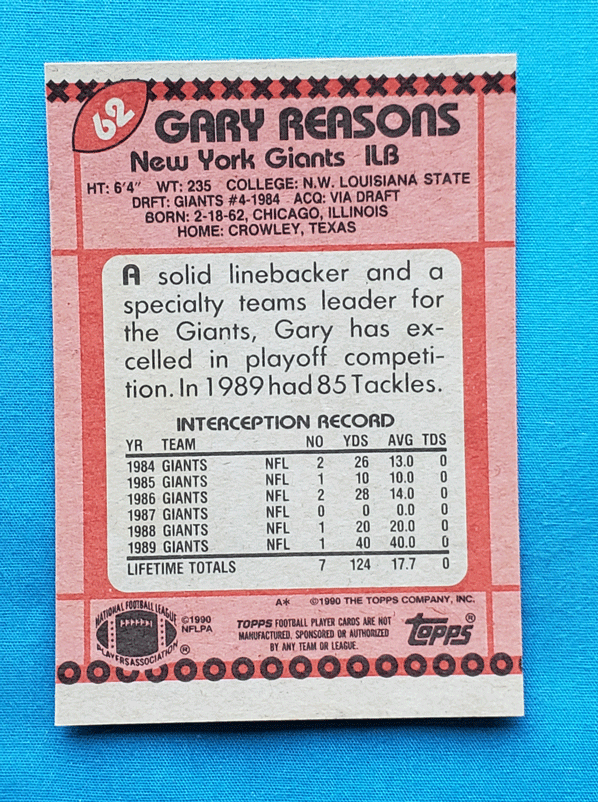 62
GARY REASONS
New York Giants ILB
HT: 6'4" WT: 235 COLLEGE: N.W. LOUISIANA STATE
DRFT: GIANTS #4-1984 ACQ: VIA DRAFT
BORN: 2-18-62, CHICAGO, ILLINOIS
HOME: CROWLEY, TEXAS
A solid linebacker and a
specialty teams leader for
the Giants, Gary has ex-
celled in playoff competi-
tion. In 1989 had 85 Tackles.
INTERCEPTION RECORD
YR TEAM NO YDS AVG TDS
1984 GIANTS NFL 2 26 13.0 0
1985 GIANTS NFL 1 10 10.0 0
1986 GIANTS NFL 2 28 14.0 0
1987 GIANTS NFL 0 0 0.0 0
1988 GIANTS NFL 1 20 20.0 0
1989 GIANTS NFL 1 40 40.0 0
LIFETIME TOTALS 7 124 17.7 0
A* ©1990 THE TOPPS COMPANY, INC.
NATIONAL FOOTBALL LEAGUE
PLAYERS
PLAYERS ASSOCIATION ®
©1990
NFLPA
TOPPS FOOTBALL PLAYER CARDS ARE NOT
MANUFACTURED, SPONSORED OR AUTHORIZED
BY ANY TEAM OR LEAGUE.
topps ®